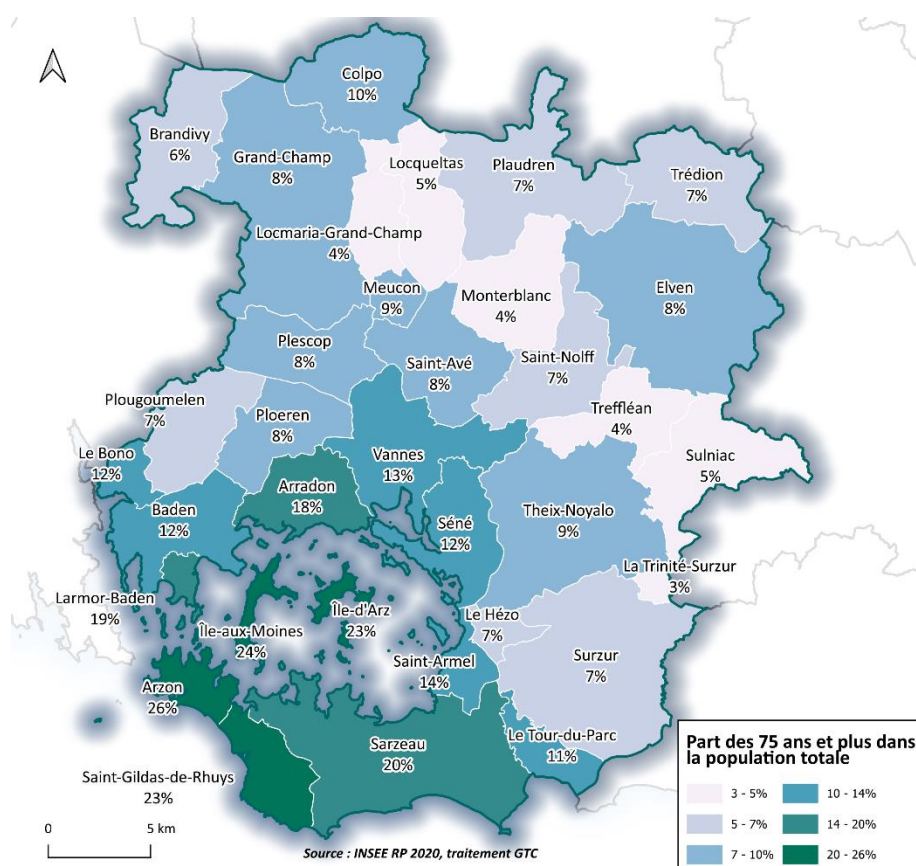 Colpo
10%
Brandivy
6%
Grand-Champ
8%
Locqueltas
5%
Plaudren
7%
Trédion
7%
Locmaria-Grand-Champ
4%
Meucon
9%
Monterblanc
4%
Elven
8%
Plescop
8%
Saint-Avé
8%
Saint-Nolff
7%
Plougoumelen
7%
Ploeren
8%
Treffléan
4%
Le Bono
12%
Vannes
13%
Sulniac
5%
Arradon
18%
Baden
12%
Séné
12%
Theix-Noyalo
9%
La Trinité-Surzur
3%
Larmor-Baden
19%
Île-d'Arz
23%
Île-aux-Moines
24%
Le Hézo
7%
Saint-Armel
14%
Surzur
7%
Arzon
26%
Sarzeau
20%
Le Tour-du-Parc
11%
Saint-Gildas-de-Rhuys
23%
Part des 75 ans et plus dans
la population totale
3 - 5%
10 - 14%
5 - 7%
14 - 20%
7 - 10%
20 - 26%
0 5 km
Source : INSEE RP 2020, traitement GTC